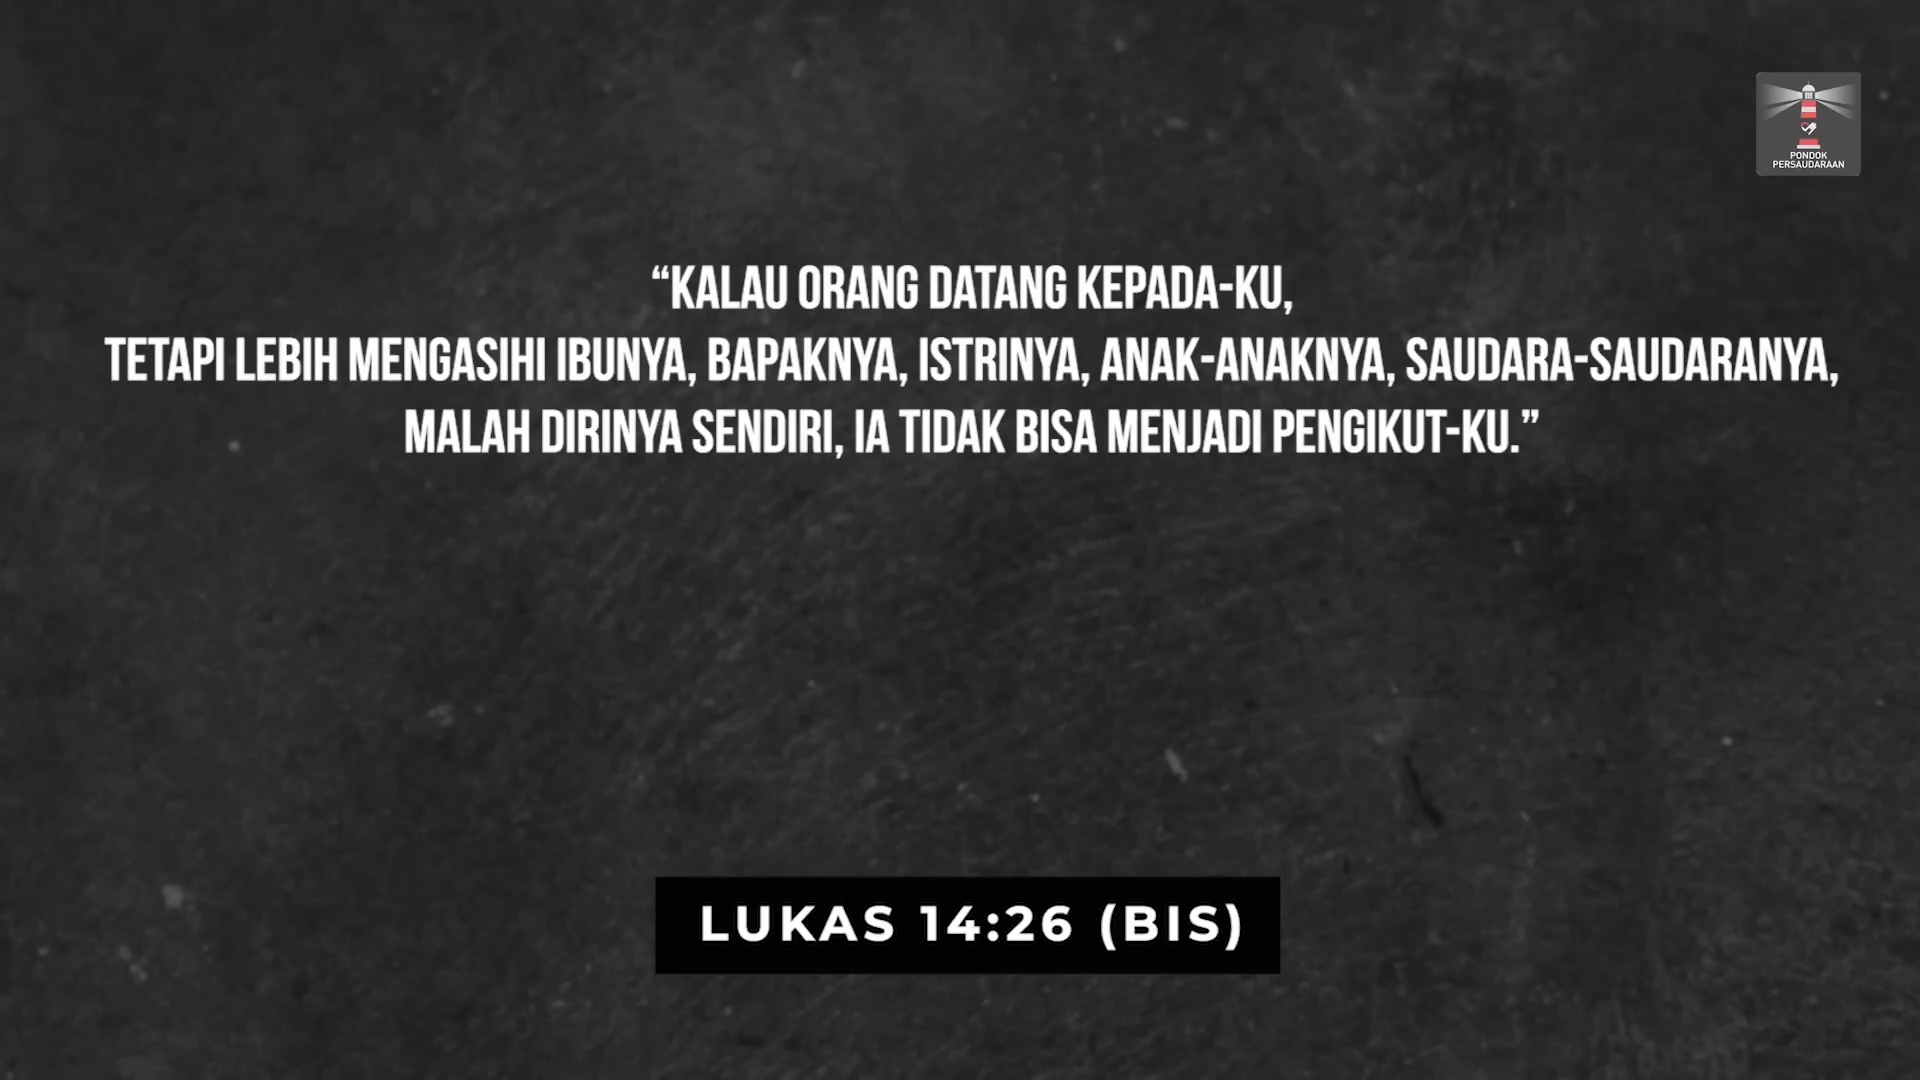 PONDOK
PERSAUDARAAN
“KALAU ORANG DATANG KEPADA-KU,
TETAPI LEBIH MENGASIHI IBUNYA, BAPAKNYA, ISTRINYA, ANAK-ANAKNYA, SAUDARA-SAUDARANYA,
MALAH DIRINYA SENDIRI, IA TIDAK BISA MENJADI PENGIKUT-KU.”
LUKAS 14:26 (BIS)